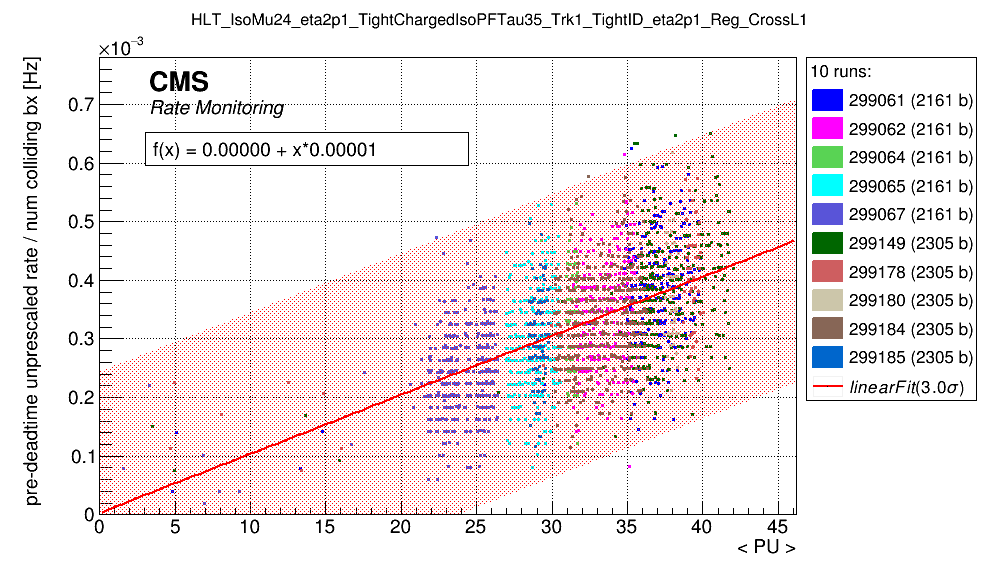 HLT_IsoMu24_eta2p1_TightChargedIsoPFTau35_Trk1_TightID_eta2p1_Reg_CrossL1
×10⁻³
pre-deadtime unprescaled rate / num colliding bx [Hz]
CMS
Rate Monitoring
f(x) = 0.00000 + x*0.00001
0.7
0.6
0.5
0.4
0.3
0.2
0.1
0
0 5 10 15 20 25 30 35 40 45
< PU >
10 runs:
299061 (2161 b)
299062 (2161 b)
299064 (2161 b)
299065 (2161 b)
299067 (2161 b)
299149 (2305 b)
299178 (2305 b)
299180 (2305 b)
299184 (2305 b)
299185 (2305 b)
linearFit(3.0σ)